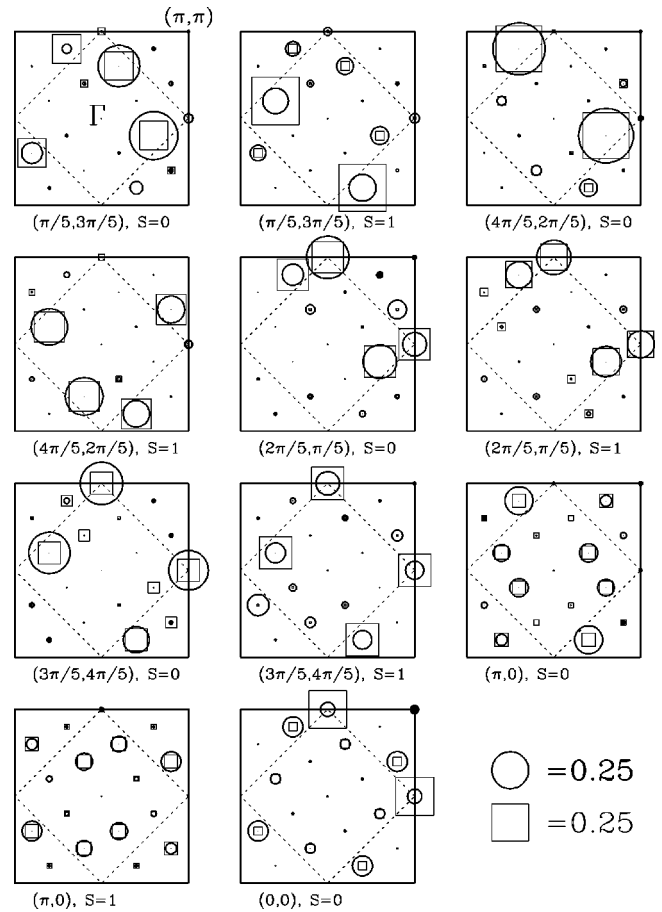 (π,π)
Γ
(π/5,3π/5), S=0
(π/5,3π/5), S=1
(4π/5,2π/5), S=0
(4π/5,2π/5), S=1
(2π/5,π/5), S=0
(2π/5,π/5), S=1
(3π/5,4π/5), S=0
(3π/5,4π/5), S=1
(π,0), S=0
=0.25
=0.25
(π,0), S=1
(0,0), S=0